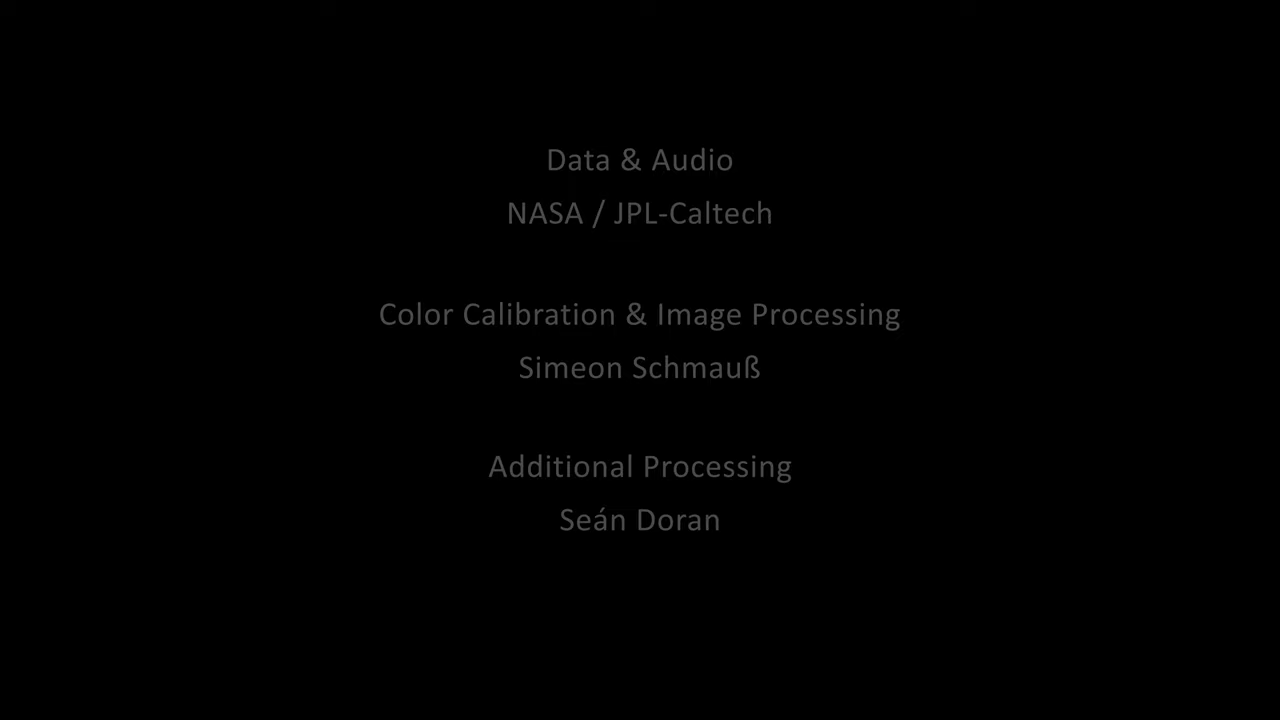 Data & Audio
NASA / JPL-Caltech
Color Calibration & Image Processing
Simeon Schmauß
Additional Processing
Seán Doran